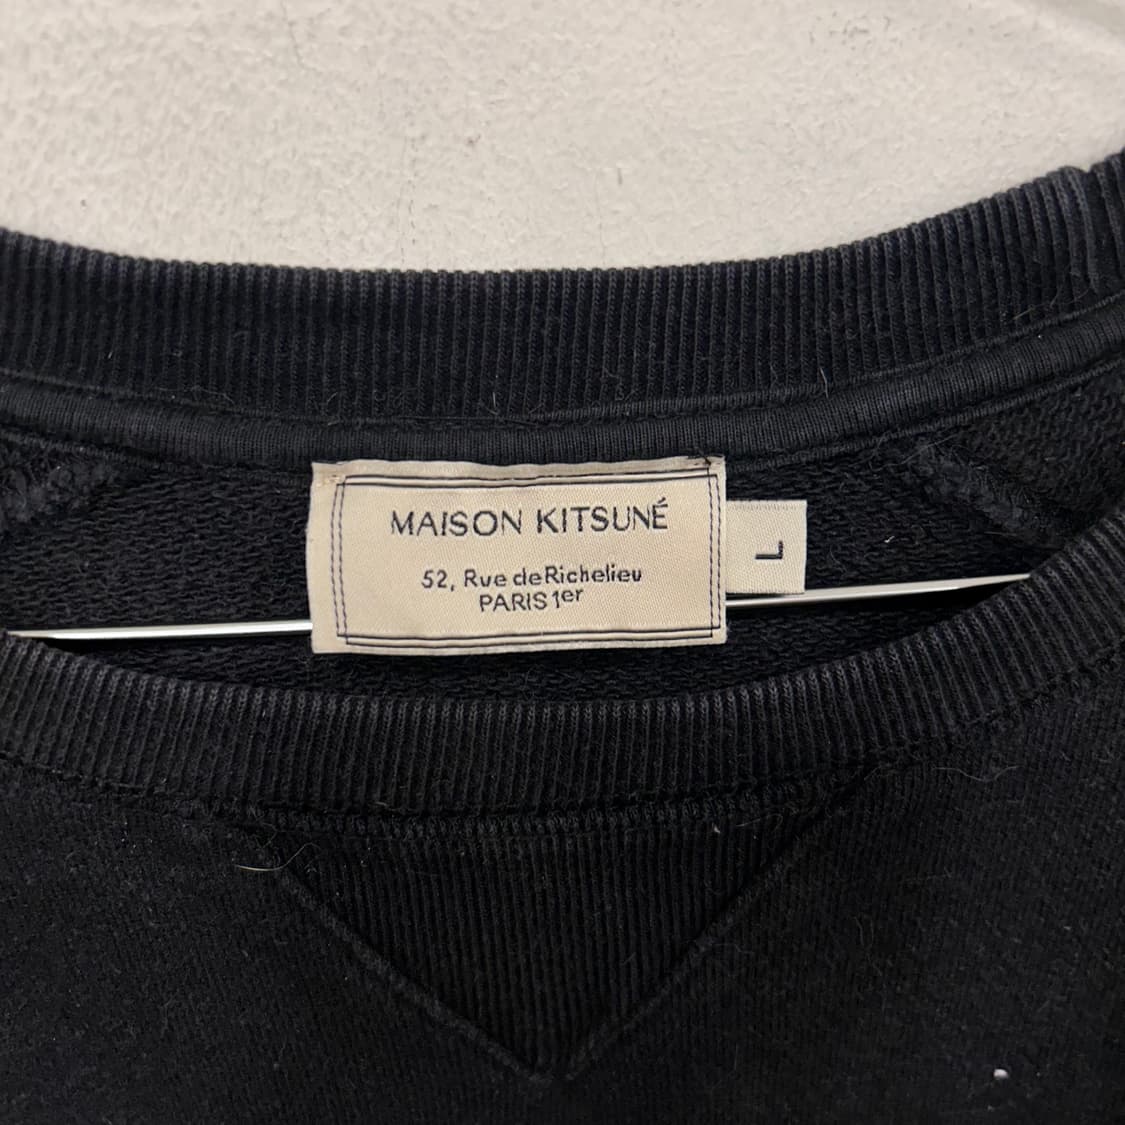 MAISON KITSUNÉ
L
52, Rue de Richelieu
PARIS 1er